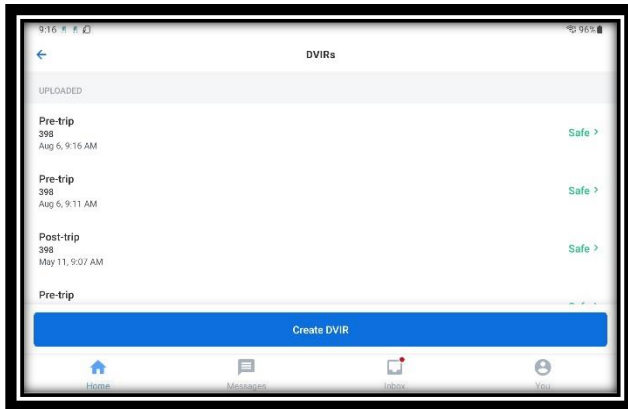 9:16 96%
DVIRs
UPLOADED
Pre-trip
398
Aug 6, 9:16 AM
Safe >
Pre-trip
398
Aug 6, 9:11 AM
Safe >
Post-trip
398
May 11, 9:07 AM
Safe >
Pre-trip
Create DVIR
Home Messages Inbox You